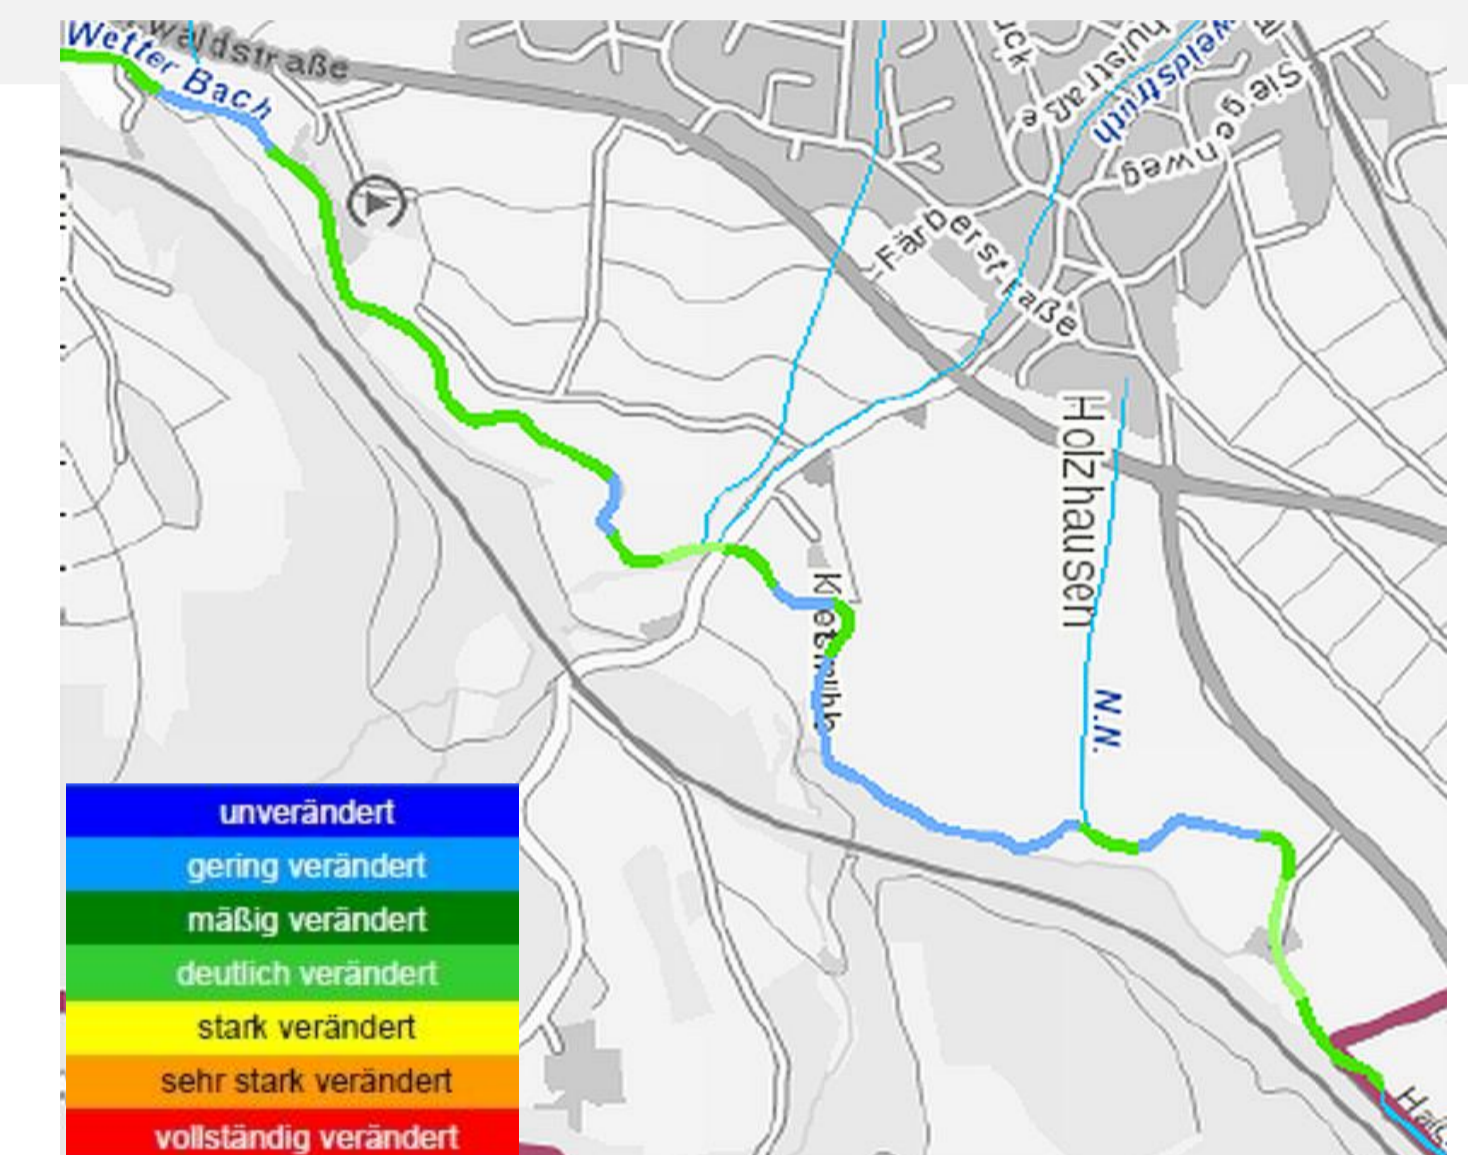 Wetter Bach
waldstraße
weidstruth
Siegenweg
Färberstraße
Holzhausen
N.N.
unverändert
gering verändert
mäßig verändert
deutlich verändert
stark verändert
sehr stark verändert
vollständig verändert